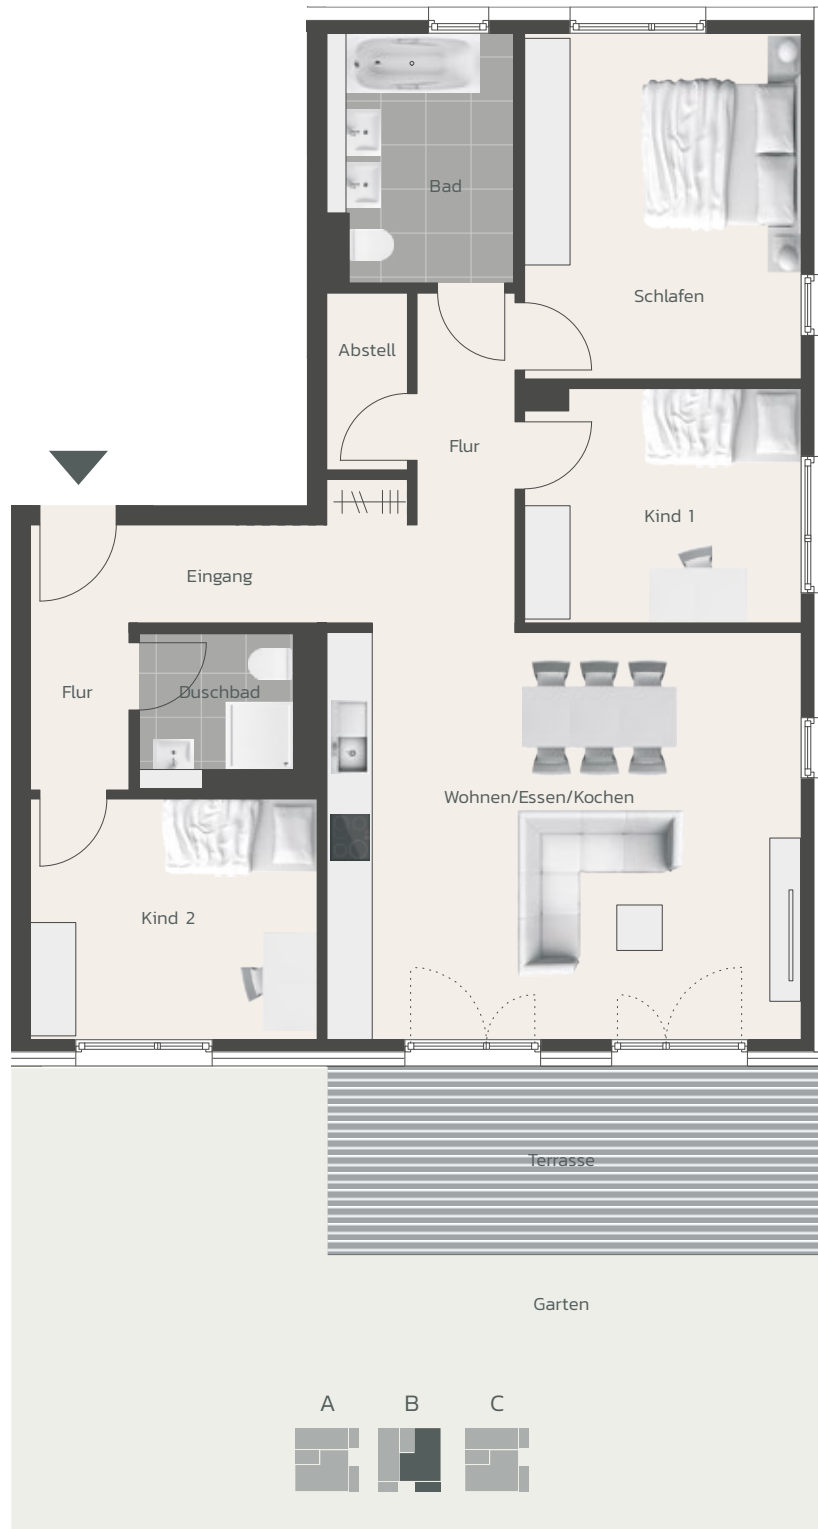 Bad
Schlafen
Abstell
Flur
Kind 1
Eingang
Flur
Duschbad
Wohnen/Essen/Kochen
Kind 2
Terrasse
Garten
A B C